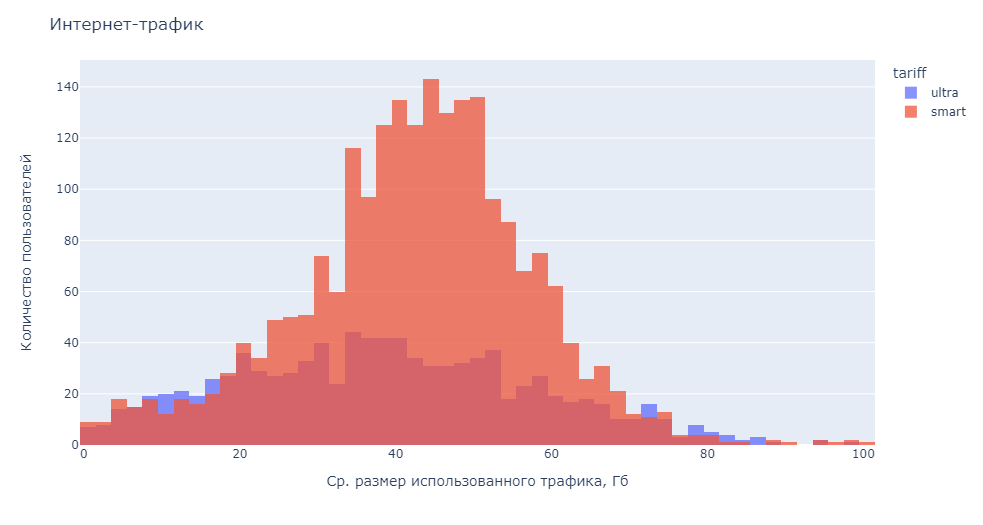 Интернет-трафик
tariff
ultra
smart
Количество пользователей
140
120
100
80
60
40
20
0
0 20 40 60 80 100
Ср. размер использованного трафика, Гб